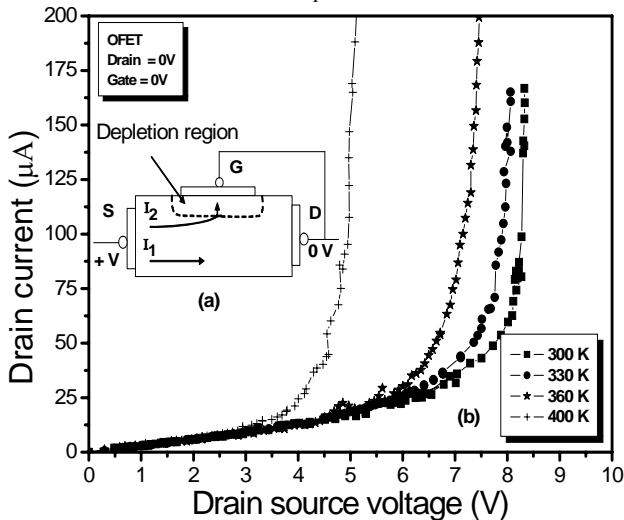 200
175
150
125
100
75
50
25
0
Drain current (μA)
OFET
Drain = 0V
Gate = 0V
Depletion region
G
S
D
I2
I1
+ V
0 V
(a)
(b)
300 K
330 K
360 K
400 K
0 1 2 3 4 5 6 7 8 9 10
Drain source voltage (V)